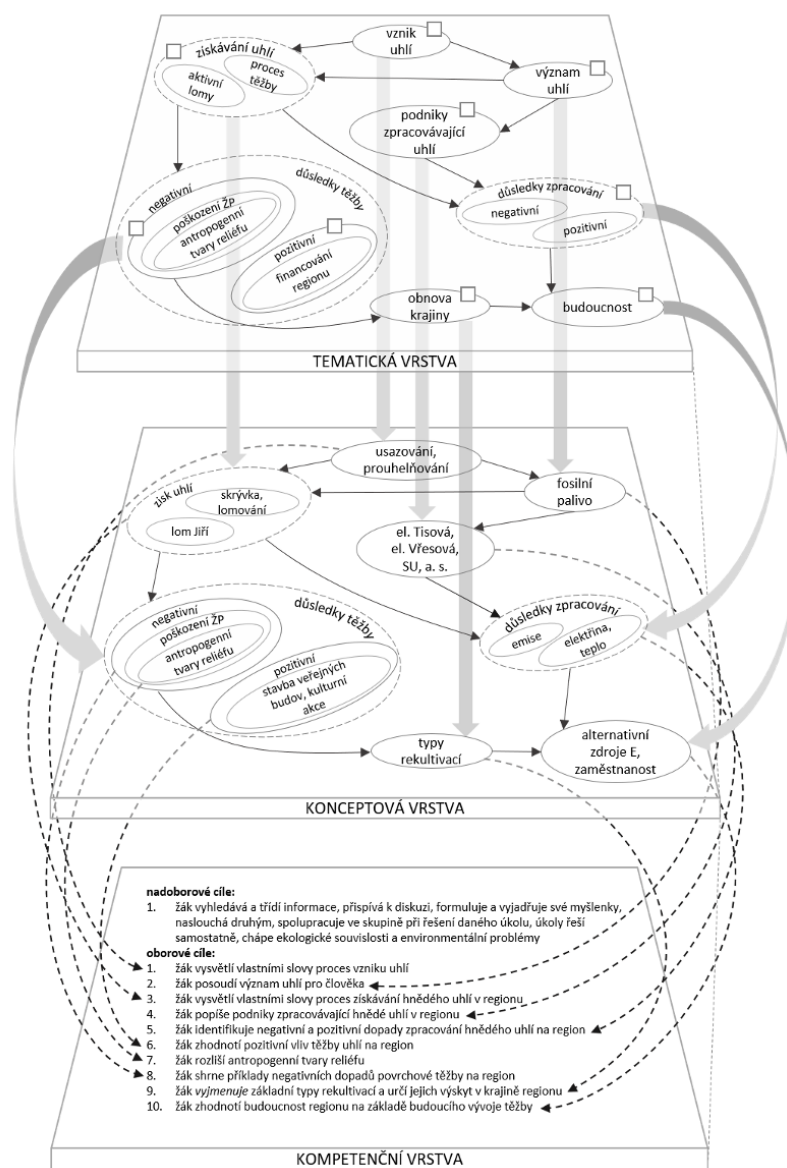 vznik
uhlí
získávání uhlí
proces
těžby
aktivní
lomy
význam
uhlí
podniky
zpracovávající
uhlí
důsledky těžby
negativní
poškození ŽP
antropogenní
tvary reliéfu
pozitivní
financování
regionu
důsledky zpracování
negativní
pozitivní
obnova
krajiny
budoucnost
TEMATICKÁ VRSTVA
usazování,
prouhelňování
zisk uhlí
skrývka,
lomování
lom Jiří
fosilní
palivo
el. Tisová,
el. Vřesová,
SU, a. s.
důsledky těžby
negativní
poškození ŽP
antropogenní
tvary reliéfu
pozitivní
stavba veřejných
budov, kulturní
akce
důsledky zpracování
emise
elektřina,
teplo
typy
rekultivací
alternativní
zdroje E,
zaměstnanost
KONCEPTOVÁ VRSTVA
nadoborové cíle:
1. žák vyhledává a třídí informace, přispívá k diskuzi, formuluje a vyjadřuje své myšlenky,
naslouchá druhým, spolupracuje ve skupině při řešení daného úkolu, úkoly řeší
samostatně, chápe ekologické souvislosti a environmentální problémy
oborové cíle:
1. žák vysvětlí vlastními slovy proces vzniku uhlí
2. žák posoudí význam uhlí pro člověka
3. žák vysvětlí vlastními slovy proces získávání hnědého uhlí v regionu
4. žák popíše podniky zpracovávající hnědé uhlí v regionu
5. žák identifikuje negativní a pozitivní dopady zpracování hnědého uhlí na region
6. žák zhodnotí pozitivní vliv těžby uhlí na region
7. žák rozliší antropogenní tvary reliéfu
8. žák shrne příklady negativních dopadů povrchové těžby na region
9. žák vyjmenuje základní typy rekultivací a určí jejich výskyt v krajině regionu
10. žák zhodnotí budoucnost regionu na základě budoucího vývoje těžby
KOMPETENČNÍ VRSTVA